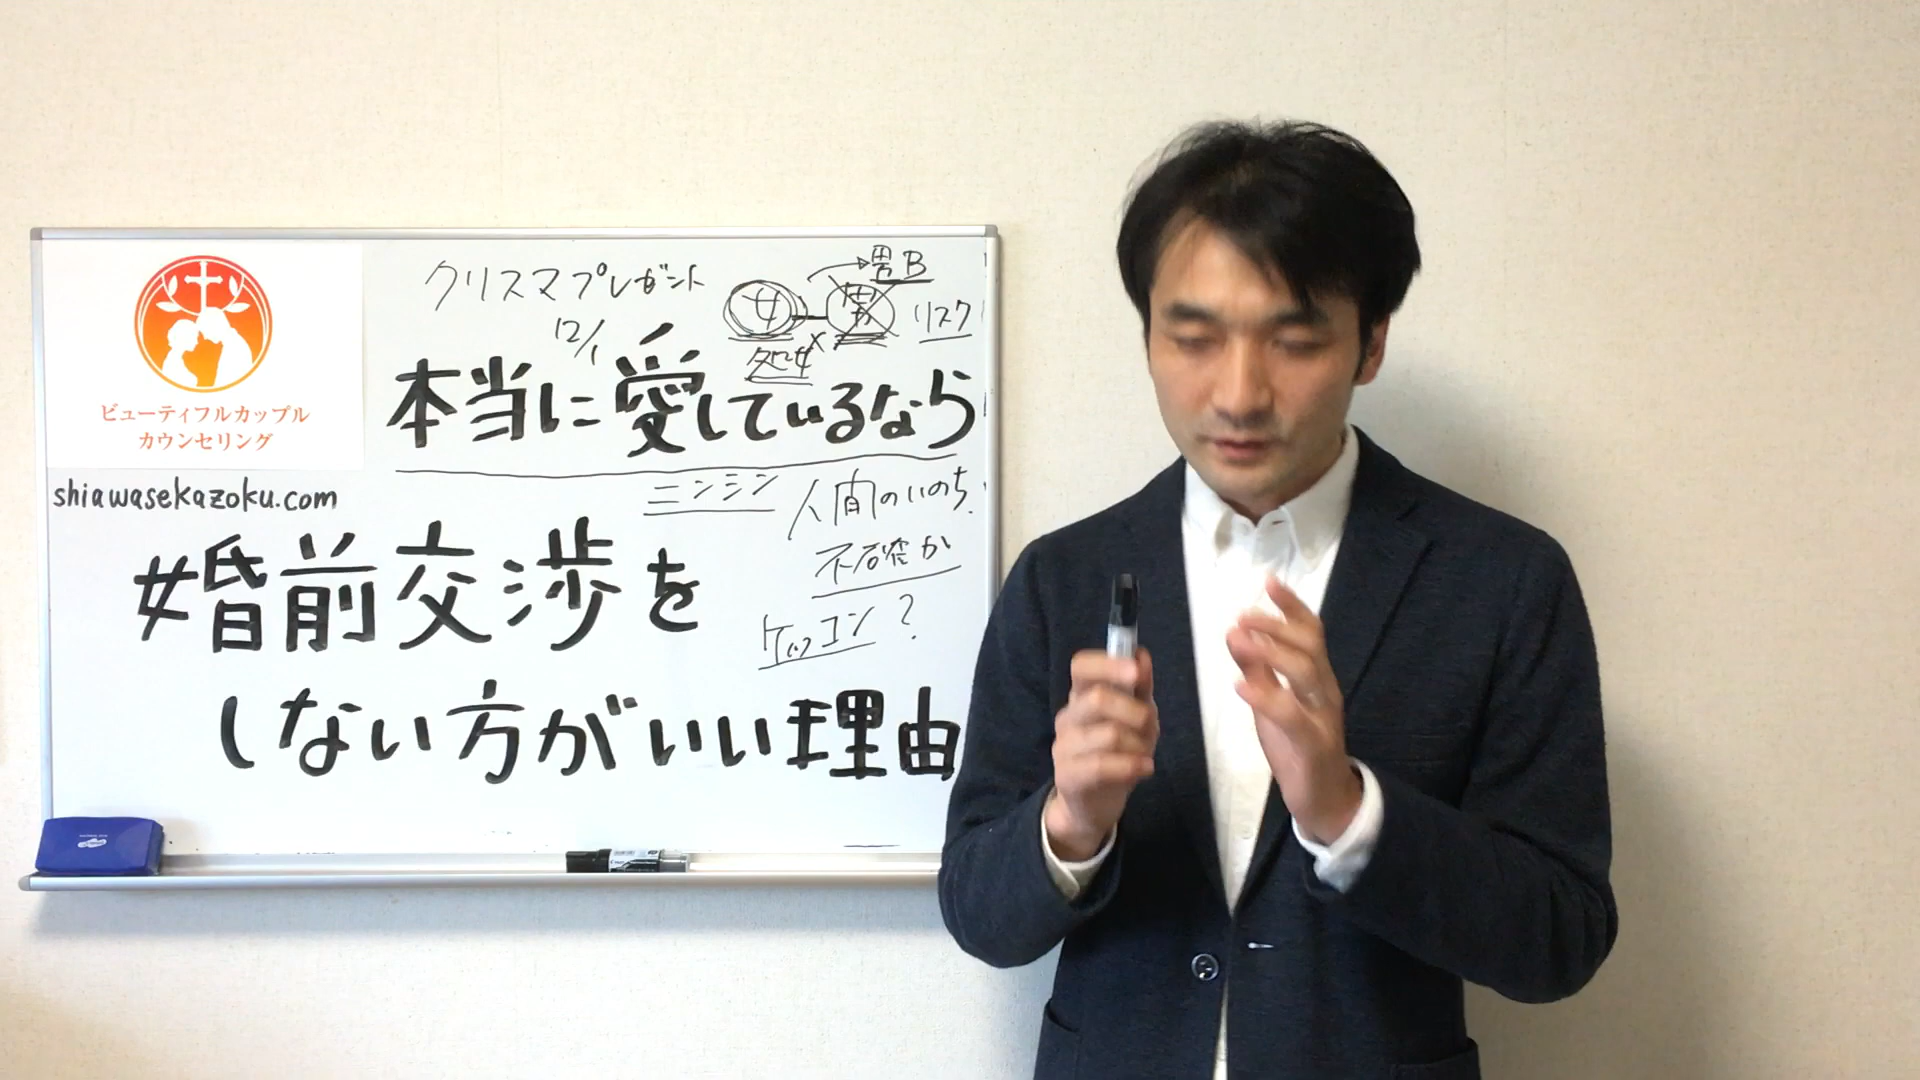 クリスマプレゼント
12/1
女
男
男B
リスク
処女
本当に愛しているなら
ビューティフルカップル
カウンセリング
shiawasekazoku.com
ニンシン
人間のいのち
不確か
ケッコン?
婚前交渉を
しない方がいい理由